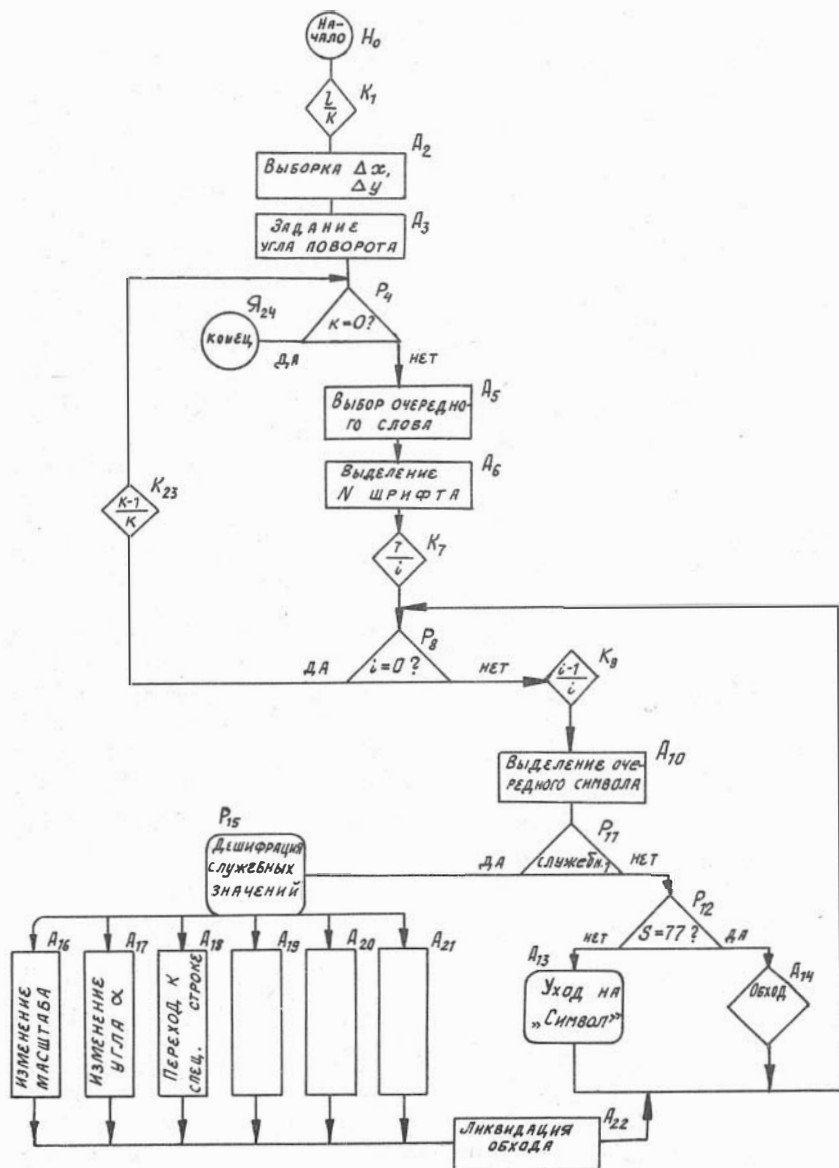 НА-
ЧАЛО
H₀
l/K
K₁
A₂
ВЫБОРКА Δx,
Δy
A₃
ЗАДАНИЕ
УГЛА ПОВОРОТА
P₄
K=0?
Я₂₄
КОНЕЦ
ДА
НЕТ
A₅
ВЫБОР ОЧЕРЕДНО-
ГО СЛОВА
A₆
ВЫДЕЛЕНИЕ
N ШРИФТА
K₂₃
K-1/K
K₇
7/i
P₈
i=0?
ДА
НЕТ
K₉
i-1/i
A₁₀
ВЫДЕЛЕНИЕ ОЧЕ-
РЕДНОГО СИМВОЛА
P₁₁
СЛУЖЕБН.?
ДА
НЕТ
P₁₅
ДЕШИФРАЦИЯ
СЛУЖЕБНЫХ
ЗНАЧЕНИЙ
P₁₂
S=77?
НЕТ
ДА
A₁₃
УХОД НА
„СИМВОЛ”
A₁₄
ОБХОД
A₁₆
ИЗМЕНЕНИЕ
МАСШТАБА
A₁₇
ИЗМЕНЕНИЕ
УГЛА α
A₁₈
ПЕРЕХОД К
СПЕЦ. СТРОКЕ
A₁₉
A₂₀
A₂₁
A₂₂
ЛИКВИДАЦИЯ
ОБХОДА